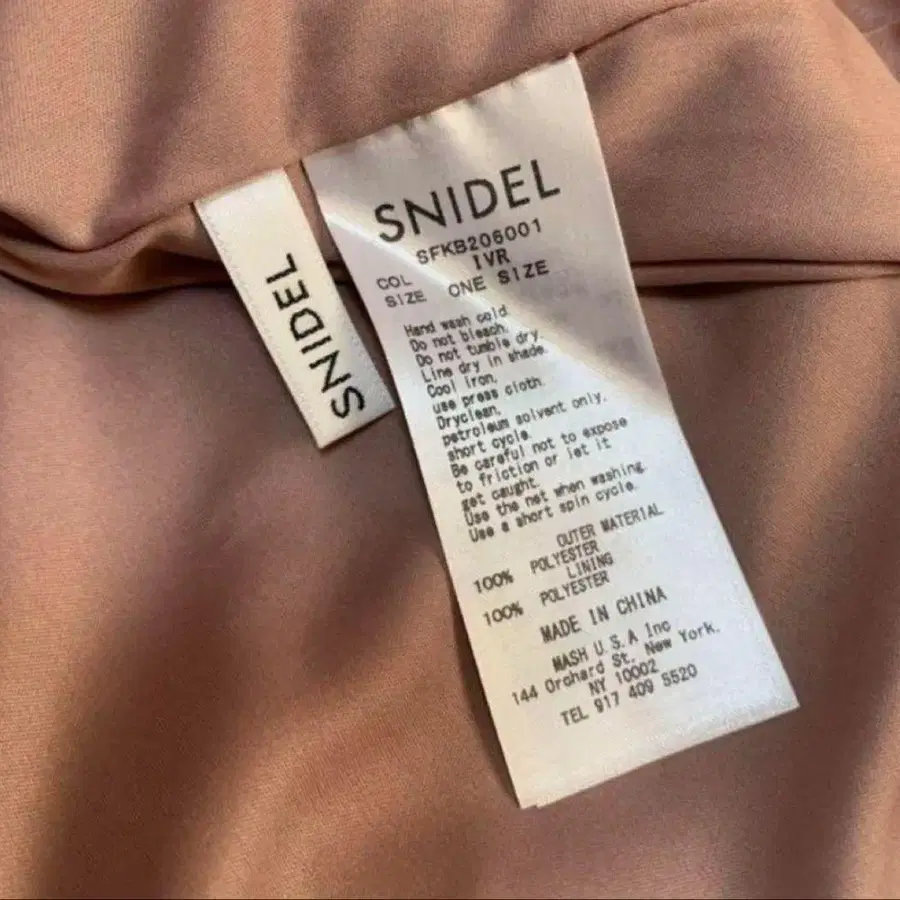 SNIDEL
SNIDEL
SFKB206001
COL IVR
SIZE ONE SIZE
Hand wash cold.
Do not bleach.
Do not tumble dry.
Line dry in shade.
Cool iron.
use press cloth.
Dryclean.
petroleum solvent only.
short cycle.
Be careful not to expose
to friction or let it
get caught.
Use the net when washing.
Use a short spin cycle.
OUTER MATERIAL
100% POLYESTER
LINING
100% POLYESTER
MADE IN CHINA
MASH U.S.A Inc
144 Orchard St. New York.
NY 10002
TEL 917 409 5520